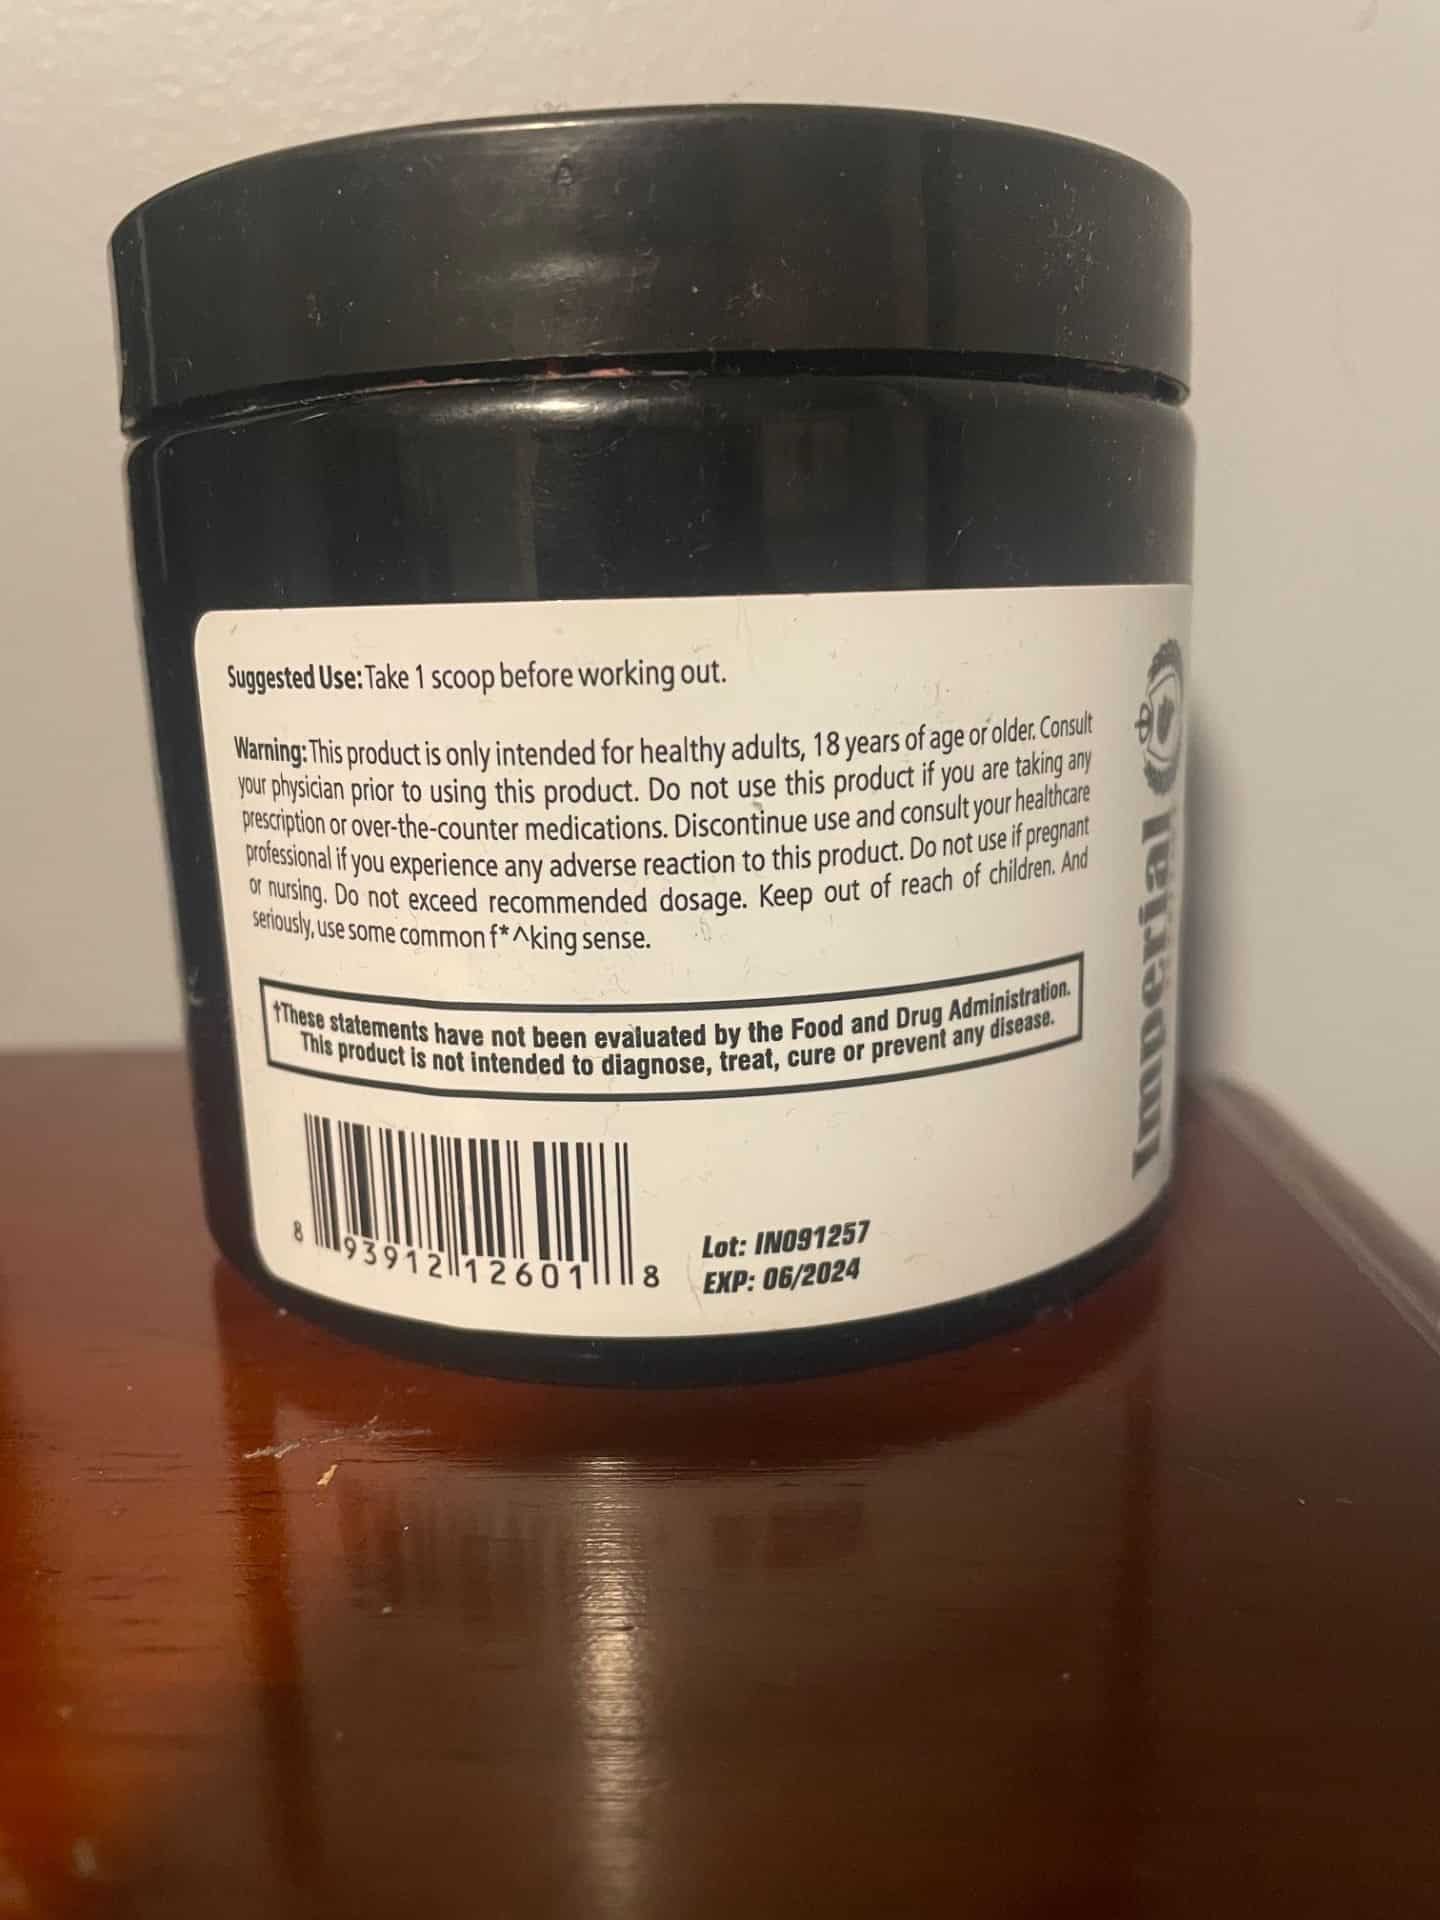 Suggested Use: Take 1 scoop before working out.
Warning: This product is only intended for healthy adults, 18 years of age or older. Consult
your physician prior to using this product. Do not use this product if you are taking any
prescription or over-the-counter medications. Discontinue use and consult your healthcare
professional if you experience any adverse reaction to this product. Do not use if pregnant
or nursing. Do not exceed recommended dosage. Keep out of reach of children. And
seriously, use some common f*^king sense.
†These statements have not been evaluated by the Food and Drug Administration.
This product is not intended to diagnose, treat, cure or prevent any disease.
8 93912 12601 8
Lot: IN091257
EXP: 06/2024
Imperial